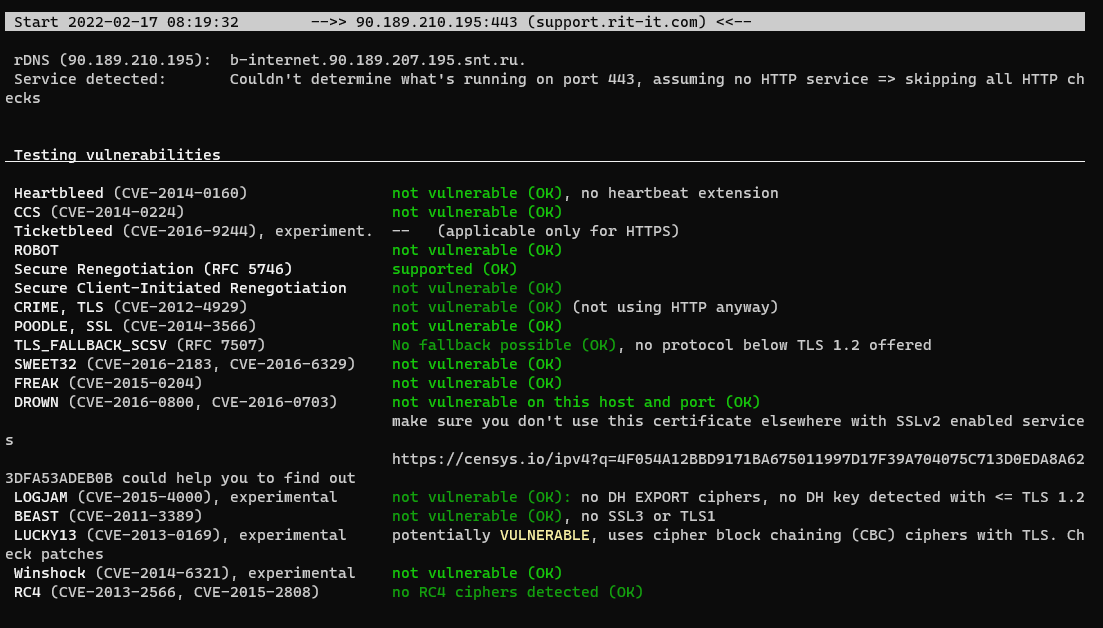 Start 2022-02-17 08:19:32        -->> 90.189.210.195:443 (support.rit-it.com) <<--
rDNS (90.189.210.195):  b-internet.90.189.207.195.snt.ru.
Service detected:       Couldn't determine what's running on port 443, assuming no HTTP service => skipping all HTTP ch
ecks
Testing vulnerabilities
Heartbleed (CVE-2014-0160)                not vulnerable (OK), no heartbeat extension
CCS (CVE-2014-0224)                       not vulnerable (OK)
Ticketbleed (CVE-2016-9244), experiment.  --   (applicable only for HTTPS)
ROBOT                                     not vulnerable (OK)
Secure Renegotiation (RFC 5746)           supported (OK)
Secure Client-Initiated Renegotiation     not vulnerable (OK)
CRIME, TLS (CVE-2012-4929)                not vulnerable (OK) (not using HTTP anyway)
POODLE, SSL (CVE-2014-3566)               not vulnerable (OK)
TLS_FALLBACK_SCSV (RFC 7507)              No fallback possible (OK), no protocol below TLS 1.2 offered
SWEET32 (CVE-2016-2183, CVE-2016-6329)    not vulnerable (OK)
FREAK (CVE-2015-0204)                     not vulnerable (OK)
DROWN (CVE-2016-0800, CVE-2016-0703)      not vulnerable on this host and port (OK)
make sure you don't use this certificate elsewhere with SSLv2 enabled service
s
https://censys.io/ipv4?q=4F054A12BBD9171BA675011997D17F39A704075C713D0EDA8A62
3DFA53ADEB0B could help you to find out
LOGJAM (CVE-2015-4000), experimental      not vulnerable (OK): no DH EXPORT ciphers, no DH key detected with <= TLS 1.2
BEAST (CVE-2011-3389)                     not vulnerable (OK), no SSL3 or TLS1
LUCKY13 (CVE-2013-0169), experimental     potentially VULNERABLE, uses cipher block chaining (CBC) ciphers with TLS. Ch
eck patches
Winshock (CVE-2014-6321), experimental    not vulnerable (OK)
RC4 (CVE-2013-2566, CVE-2015-2808)        no RC4 ciphers detected (OK)